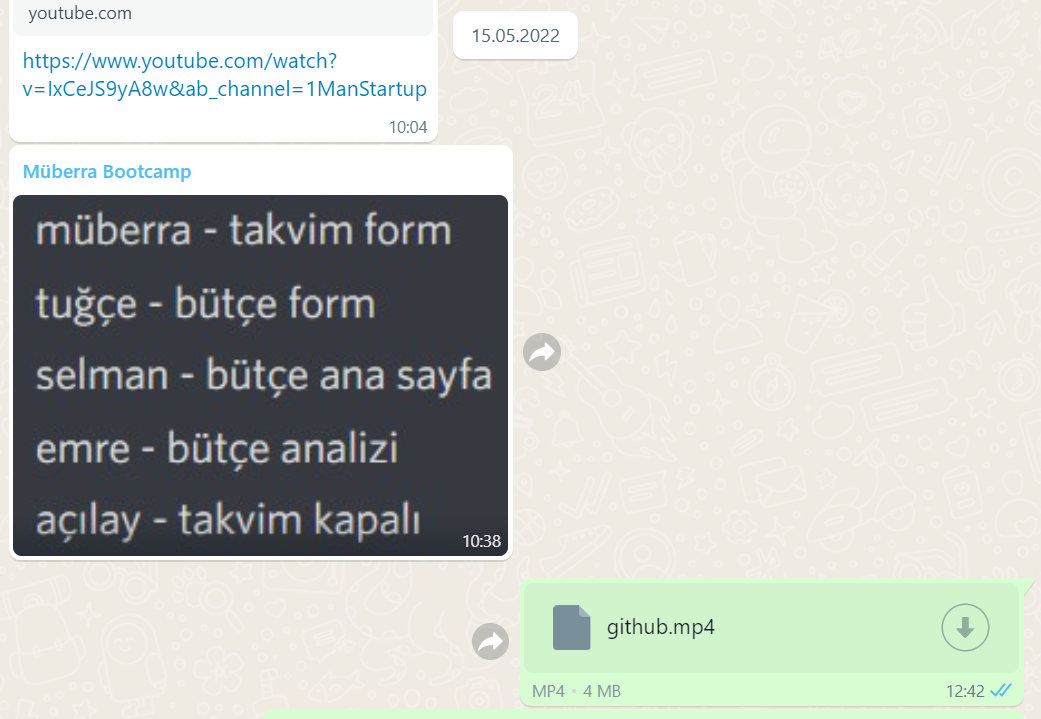 youtube.com
15.05.2022
https://www.youtube.com/watch?
v=IxCeJS9yA8w&ab_channel=1ManStartup
10:04
Müberra Bootcamp
müberra - takvim form
tuğçe - bütçe form
selman - bütçe ana sayfa
emre - bütçe analizi
açılay - takvim kapalı
10:38
github.mp4
MP4 • 4 MB
12:42